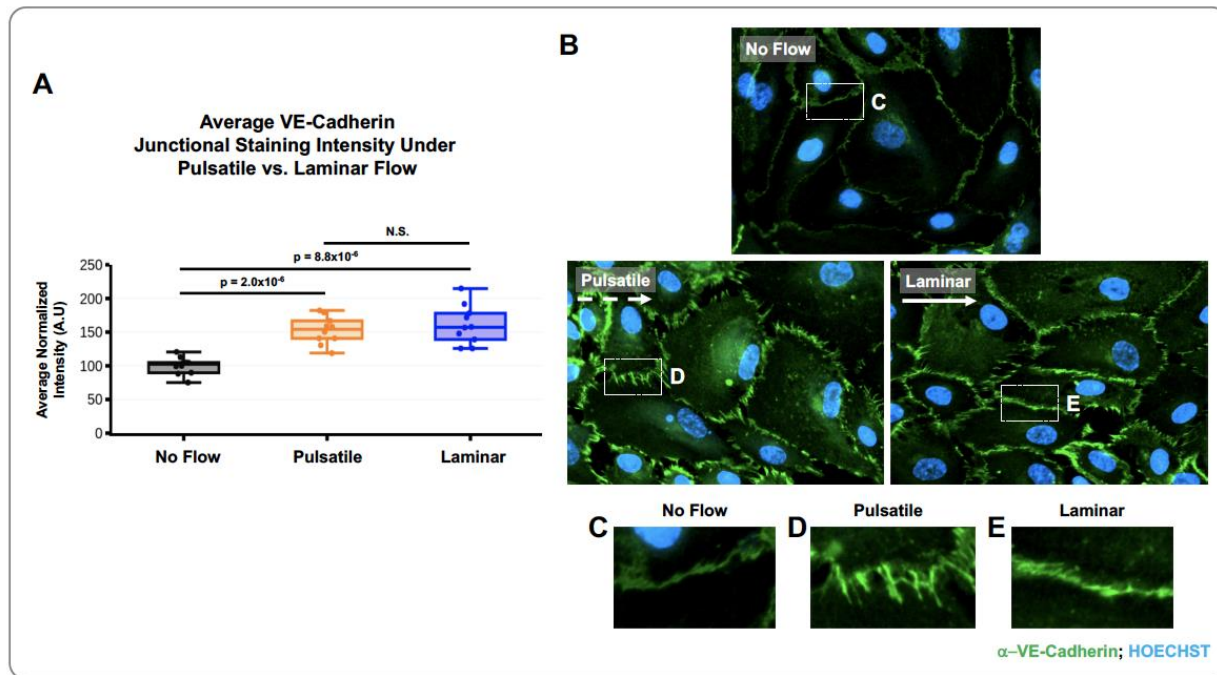 A
Average VE-Cadherin
Junctional Staining Intensity Under
Pulsatile vs. Laminar Flow
N.S.
p = 8.8x10⁻⁶
p = 2.0x10⁻⁶
Average Normalized
Intensity (A.U)
250
200
150
100
50
0
No Flow
Pulsatile
Laminar
B
No Flow
C
Pulsatile
D
Laminar
E
No Flow
C
Pulsatile
D
Laminar
E
α–VE-Cadherin; HOECHST